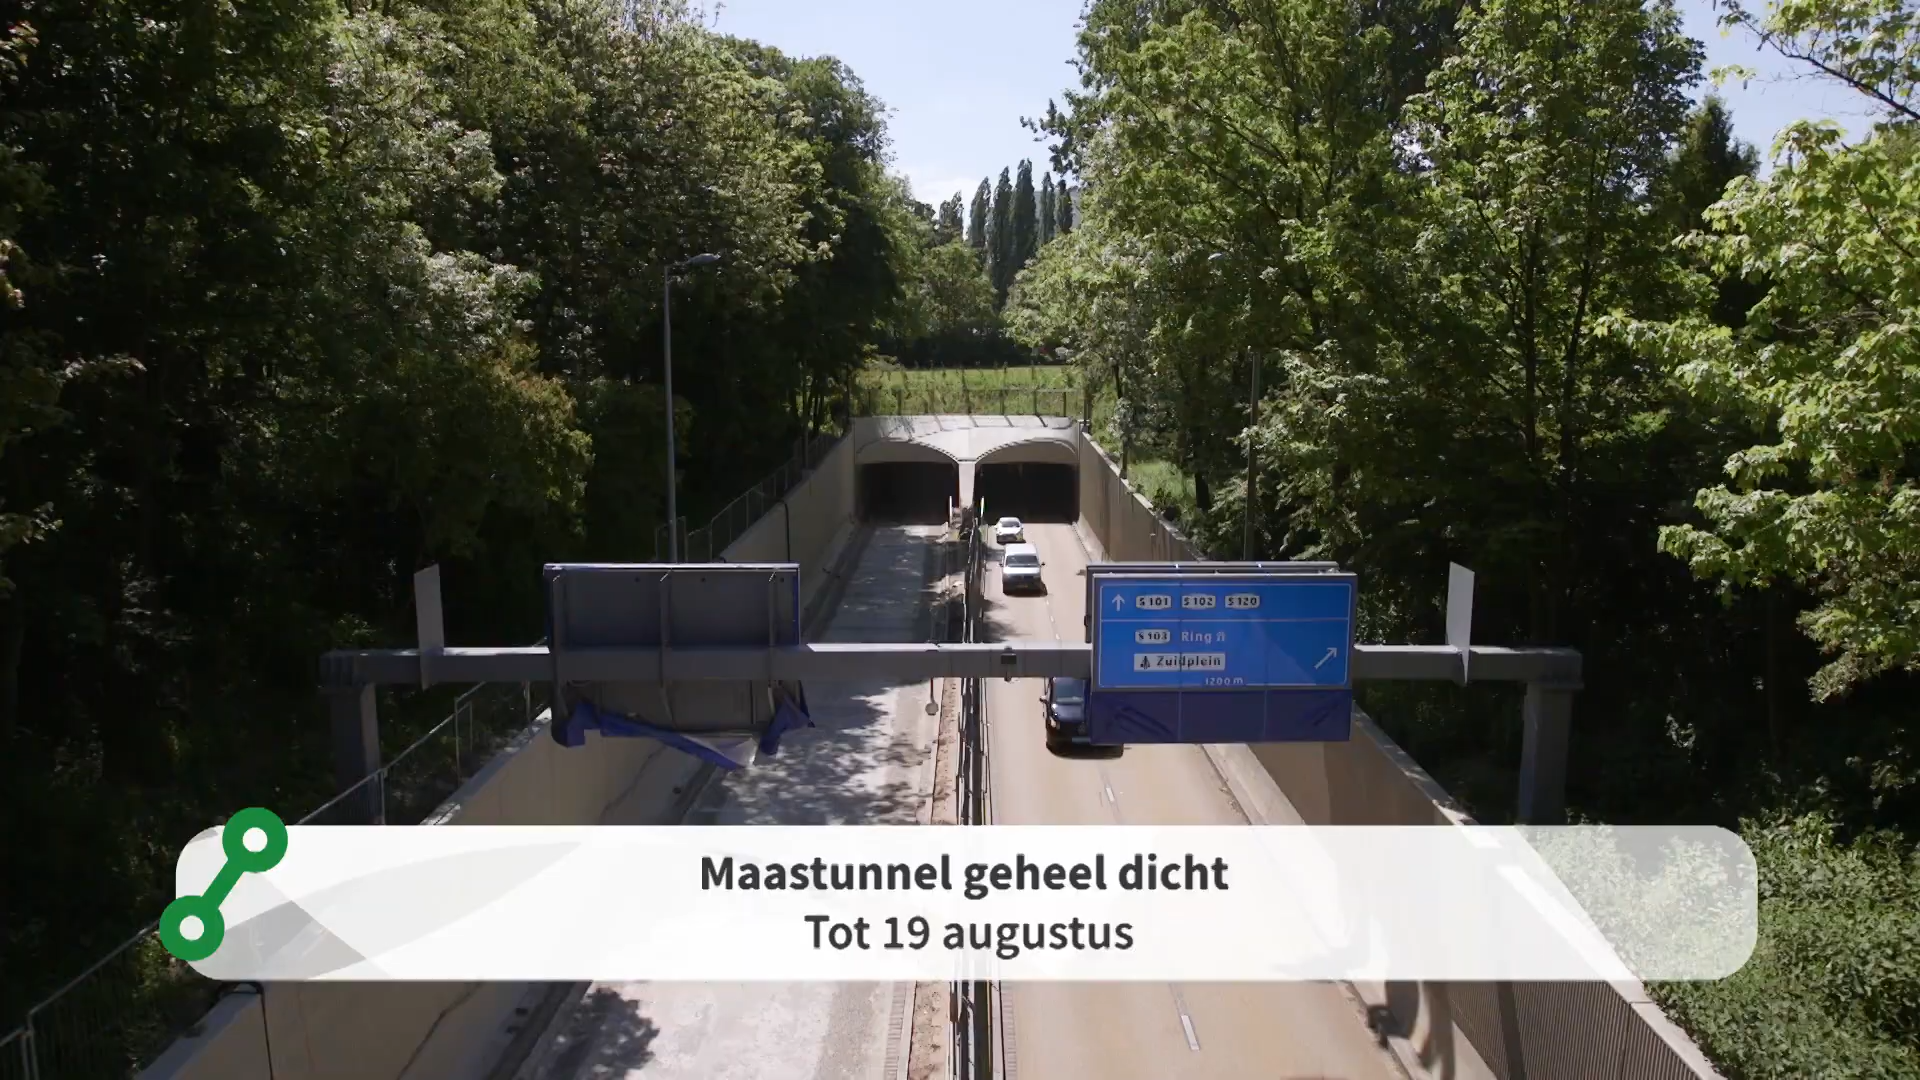 S101 S102 S120
S103 Ring
Zuidplein
1200 m
Maastunnel geheel dicht
Tot 19 augustus